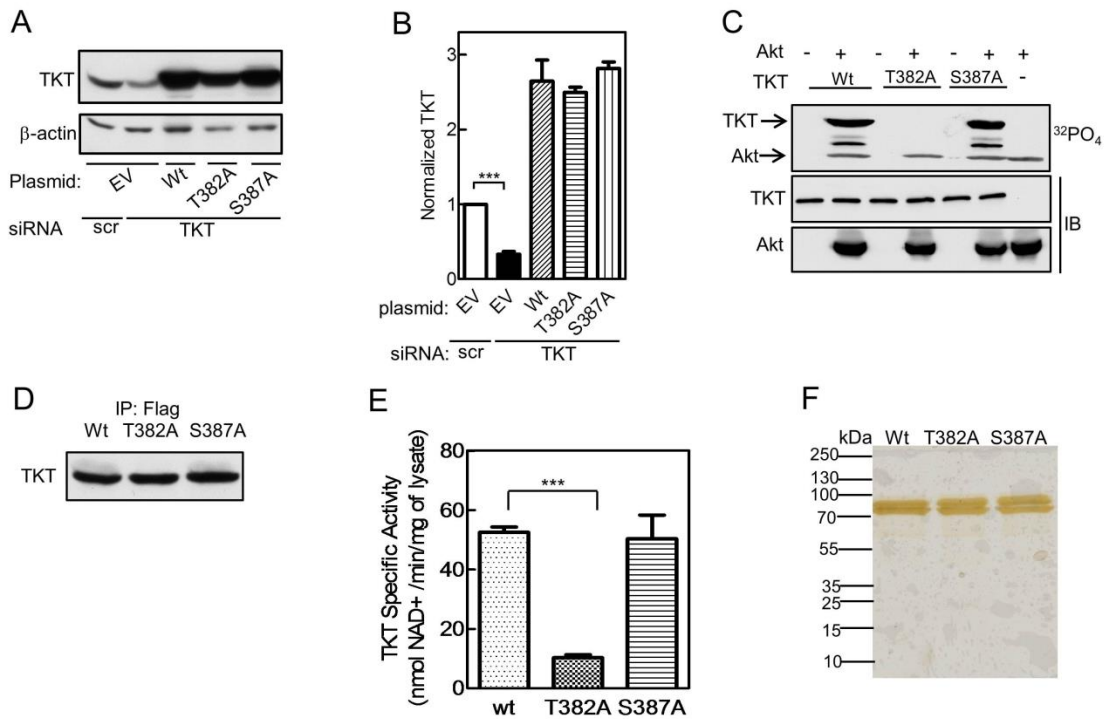 A
TKT
β-actin
Plasmid: EV Wt T382A S387A
siRNA scr TKT
B
Normalized TKT
3
2
1
0
plasmid: EV EV Wt T382A S387A
siRNA: scr TKT
***
C
Akt - + - + - + +
TKT Wt T382A S387A -
TKT
Akt
32PO4
TKT
Akt
IB
D
IP: Flag
Wt T382A S387A
TKT
E
TKT Specific Activity
(nmol NAD+ /min/mg of lysate)
80
60
40
20
0
***
wt T382A S387A
F
kDa Wt T382A S387A
250
130
100
70
55
35
25
15
10